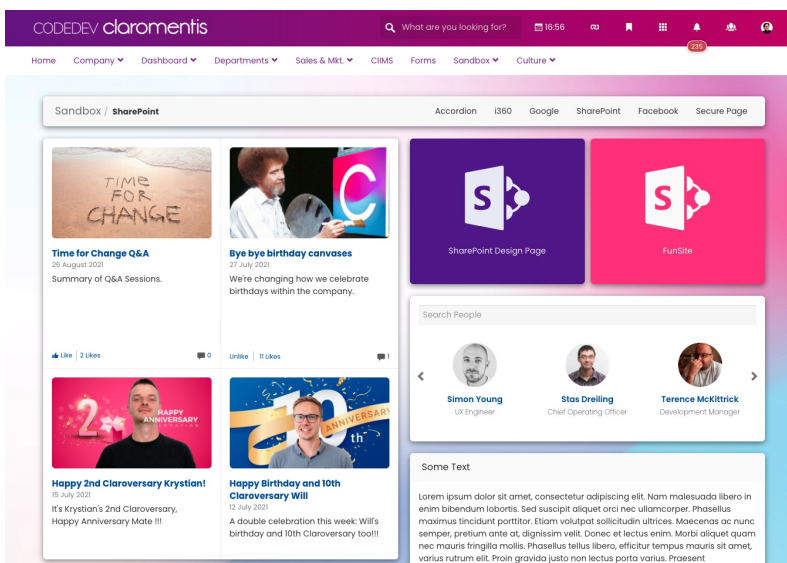 CODEDEV claromentis
What are you looking for?
16:56
235
Home Company Dashboard Departments Sales & Mkt. CIIMS Forms Sandbox Culture
Sandbox / SharePoint
Accordion i360 Google SharePoint Facebook Secure Page
TIME
FOR
CHANGE
Time for Change Q&A
26 August 2021
Summary of Q&A Sessions.
Like 2 Likes 0
C
Bye bye birthday canvases
27 July 2021
We're changing how we celebrate
birthdays within the company.
Unlike 11 Likes 1
S
SharePoint Design Page
S
FunSite
Search People
Simon Young
UX Engineer
Stas Dreiling
Chief Operating Officer
Terence McKittrick
Development Manager
2
HAPPY
ANNIVERSARY
Happy 2nd Claroversary Krystian!
15 July 2021
It's Krystian's 2nd Claroversary,
Happy Anniversary Mate !!!
ANNIVERSARY
th
Happy Birthday and 10th
Claroversary Will
12 July 2021
A double celebration this week: Will's
birthday and 10th Claroversary too!!!
Some Text
Lorem ipsum dolor sit amet, consectetur adipiscing elit. Nam malesuada libero in
enim bibendum lobortis. Sed suscipit aliquet orci nec ullamcorper. Phasellus
maximus tincidunt porttitor. Etiam volutpat sollicitudin ultrices. Maecenas ac nunc
semper, pretium ante at, dignissim velit. Donec et lectus enim. Morbi aliquet quam
nec mauris fringilla mollis. Phasellus tellus libero, efficitur tempus mauris sit amet,
varius rutrum elit. Proin gravida justo non lectus porta varius. Praesent